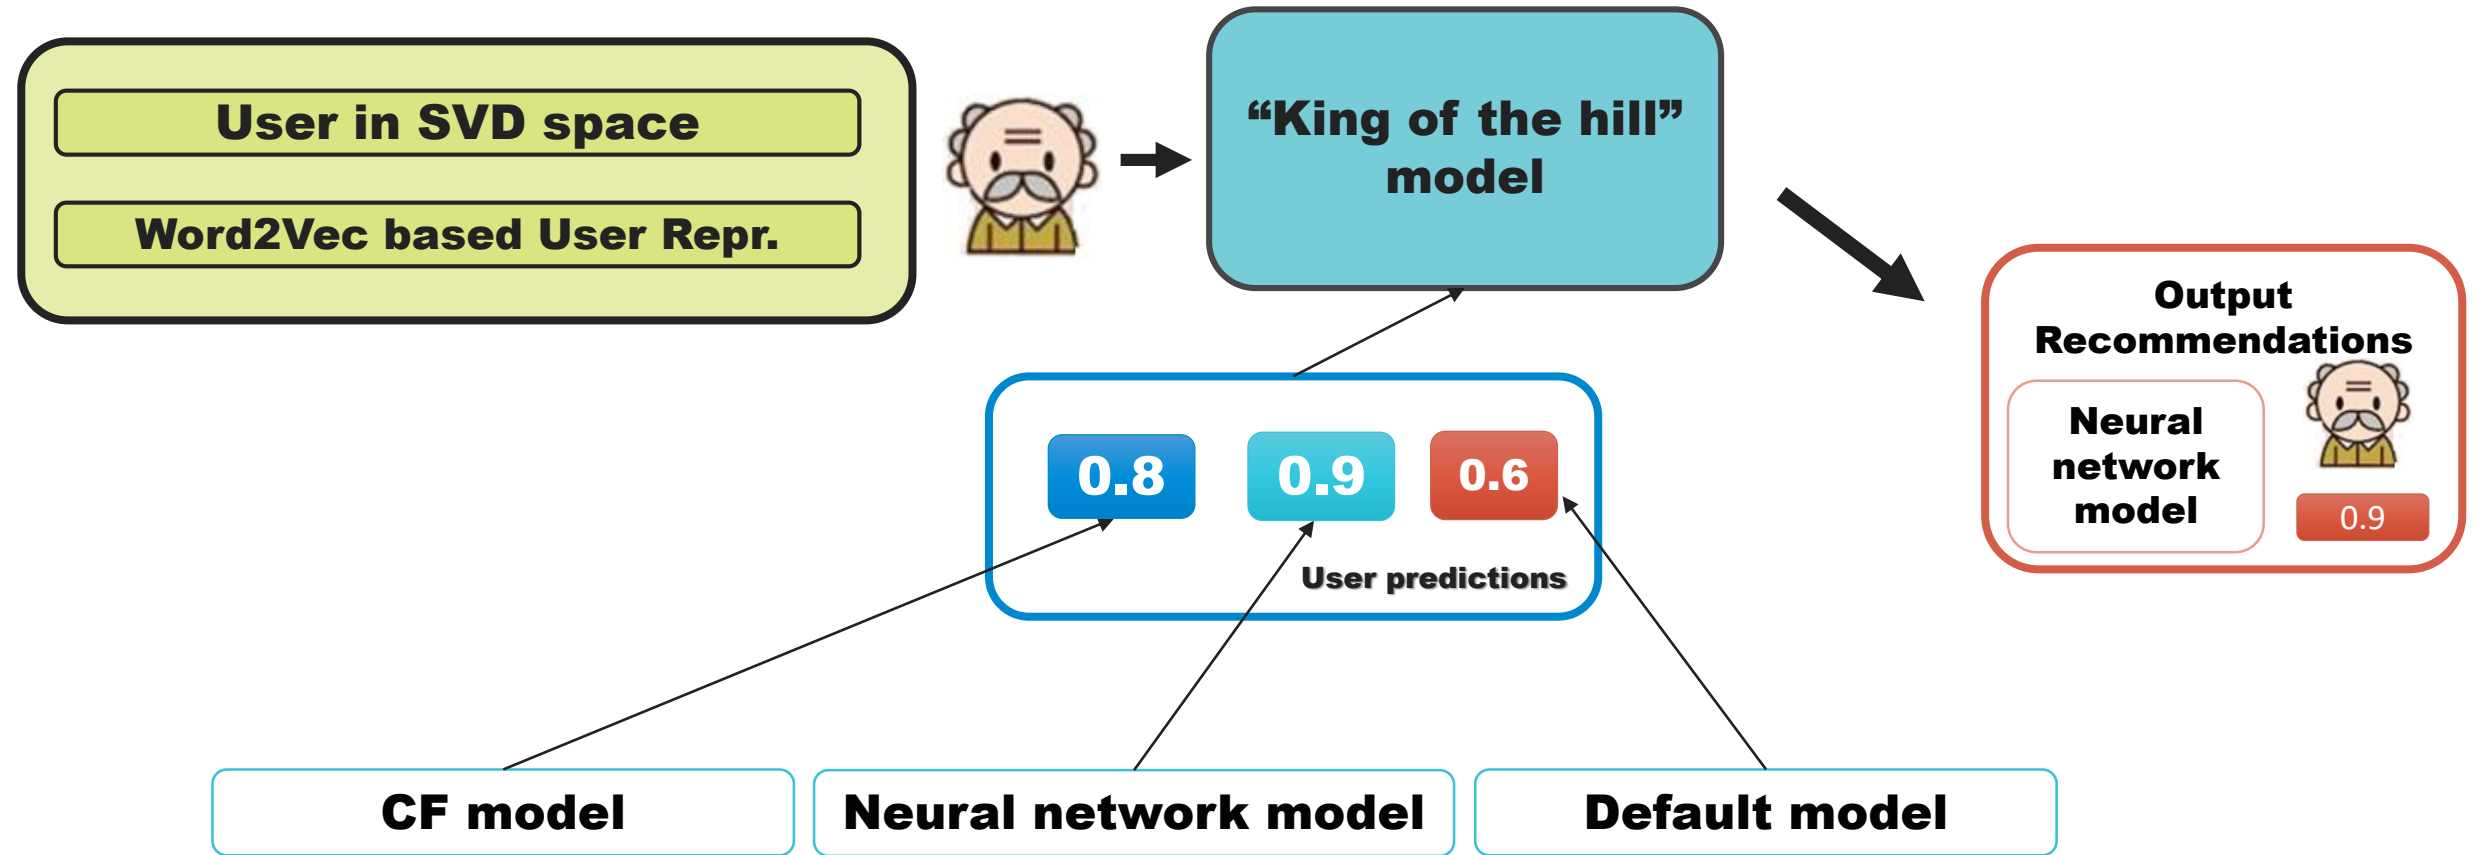 User in SVD space
Word2Vec based User Repr.
“King of the hill”
model
Output
Recommendations
Neural
network
model
0.9
0.8
0.9
0.6
User predictions
CF model
Neural network model
Default model